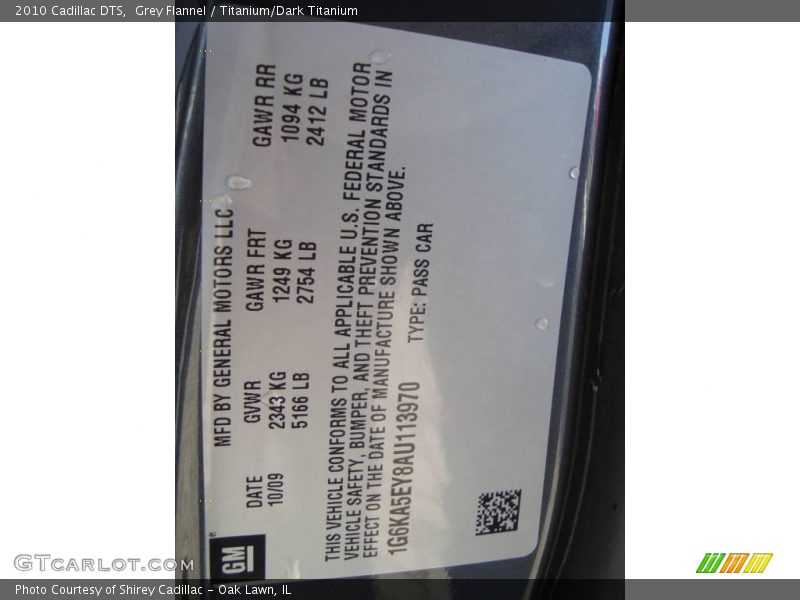 2010 Cadillac DTS,  Grey Flannel / Titanium/Dark Titanium
GM
MFD BY GENERAL MOTORS LLC
DATE GVWR GAWR FRT GAWR RR
10/09 2343 KG 1249 KG 1094 KG
5166 LB 2754 LB 2412 LB
THIS VEHICLE CONFORMS TO ALL APPLICABLE U.S. FEDERAL MOTOR
VEHICLE SAFETY, BUMPER, AND THEFT PREVENTION STANDARDS IN
EFFECT ON THE DATE OF MANUFACTURE SHOWN ABOVE.
1G6KA5EY8AU113970 TYPE: PASS CAR
GTCarLot.com
Photo Courtesy of Shirey Cadillac - Oak Lawn, IL